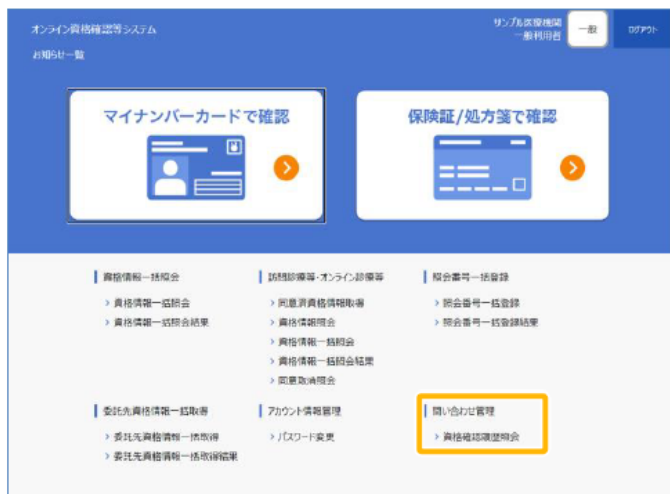 オンライン資格確認等システム
サンプル医療機関
一般利用者
一般
ログアウト
お知らせ一覧
マイナンバーカードで確認
保険証/処方箋で確認
資格情報一括照会
資格情報一括照会
資格情報一括照会結果
訪問診療等・オンライン診療等
同意済資格情報取得
資格情報照会
資格情報一括照会
資格情報一括照会結果
同意取消照会
照会番号一括登録
照会番号一括登録
照会番号一括登録結果
委託先資格情報一括取得
委託先資格情報一括取得
委託先資格情報一括取得結果
アカウント情報管理
パスワード変更
問い合わせ管理
資格確認履歴照会